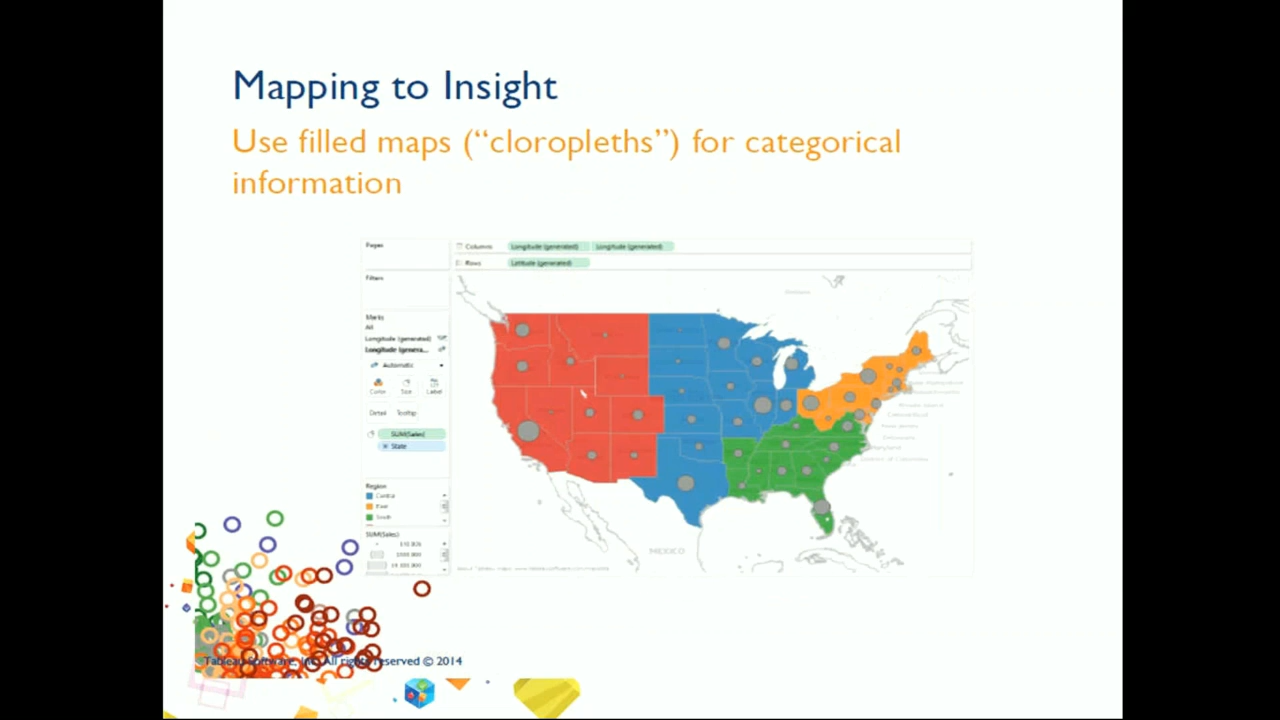 Mapping to Insight
Use filled maps (“cloropleths”) for categorical
information
Pages
Columns
Longitude (generated) Longitude (generated)
Rows
Latitude (generated)
Filters
Marks
All
Longitude (generated)
Longitude (genera...
Automatic
Color Size Label
Detail Tooltip
SUM(Sales)
State
Region
Central
East
South
SUM(Sales)
MEXICO
Tableau Software, Inc. All rights reserved © 2014